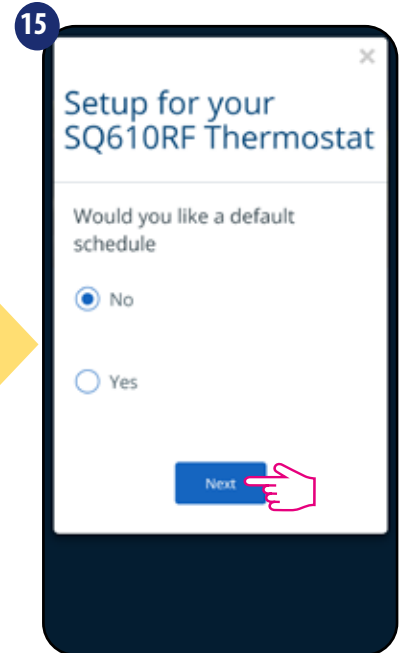 15
×
Setup for your
SQ610RF Thermostat
Would you like a default
schedule
No
Yes
Next